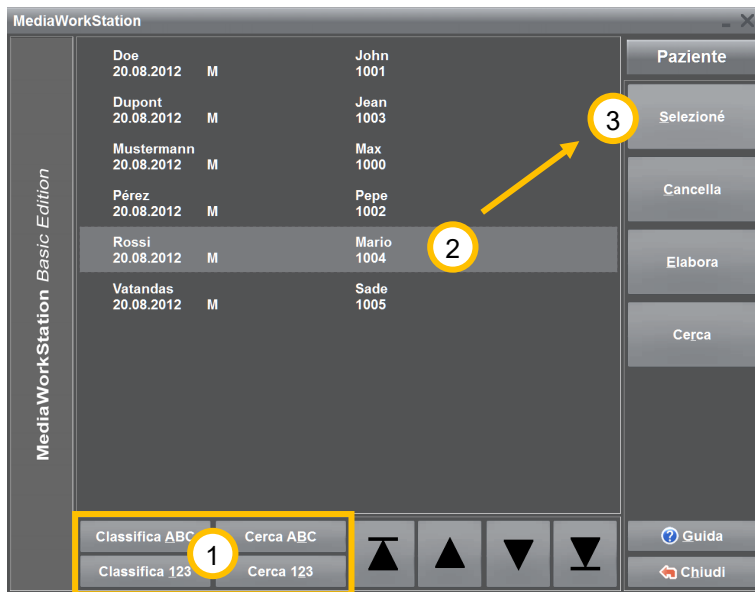 MediaWorkStation
MediaWorkStation Basic Edition
Doe John
20.08.2012 M 1001
Dupont Jean
20.08.2012 M 1003
Mustermann Max
20.08.2012 M 1000
Pérez Pepe
20.08.2012 M 1002
Rossi Mario
20.08.2012 M 1004
2
Vatandas Sade
20.08.2012 M 1005
Paziente
3
Selezioné
Cancella
Elabora
Cerca
Classifica ABC Cerca ABC
1
Classifica 123 Cerca 123
Guida
Chiudi